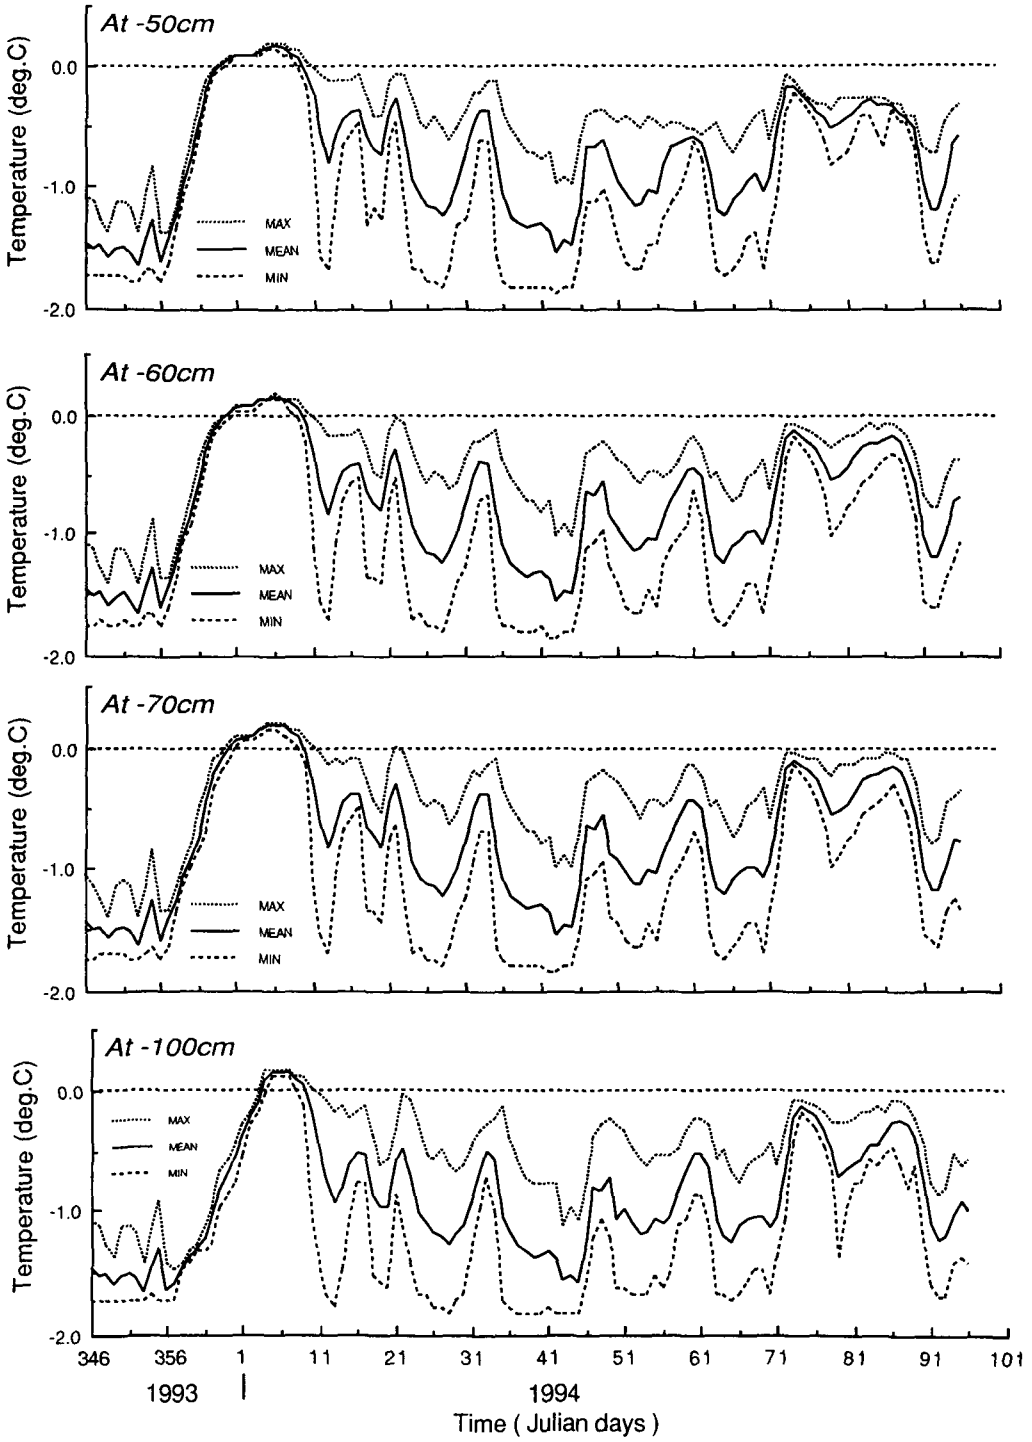 At -50cm
Temperature (deg.C)
0.0
-1.0
-2.0
MAX
MEAN
MIN
At -60cm
Temperature (deg.C)
0.0
-1.0
-2.0
MAX
MEAN
MIN
At -70cm
Temperature (deg.C)
0.0
-1.0
-2.0
MAX
MEAN
MIN
At -100cm
Temperature (deg.C)
0.0
-1.0
-2.0
MAX
MEAN
MIN
346 356 1 11 21 31 41 51 61 71 81 91 101
1993 1994
Time ( Julian days )